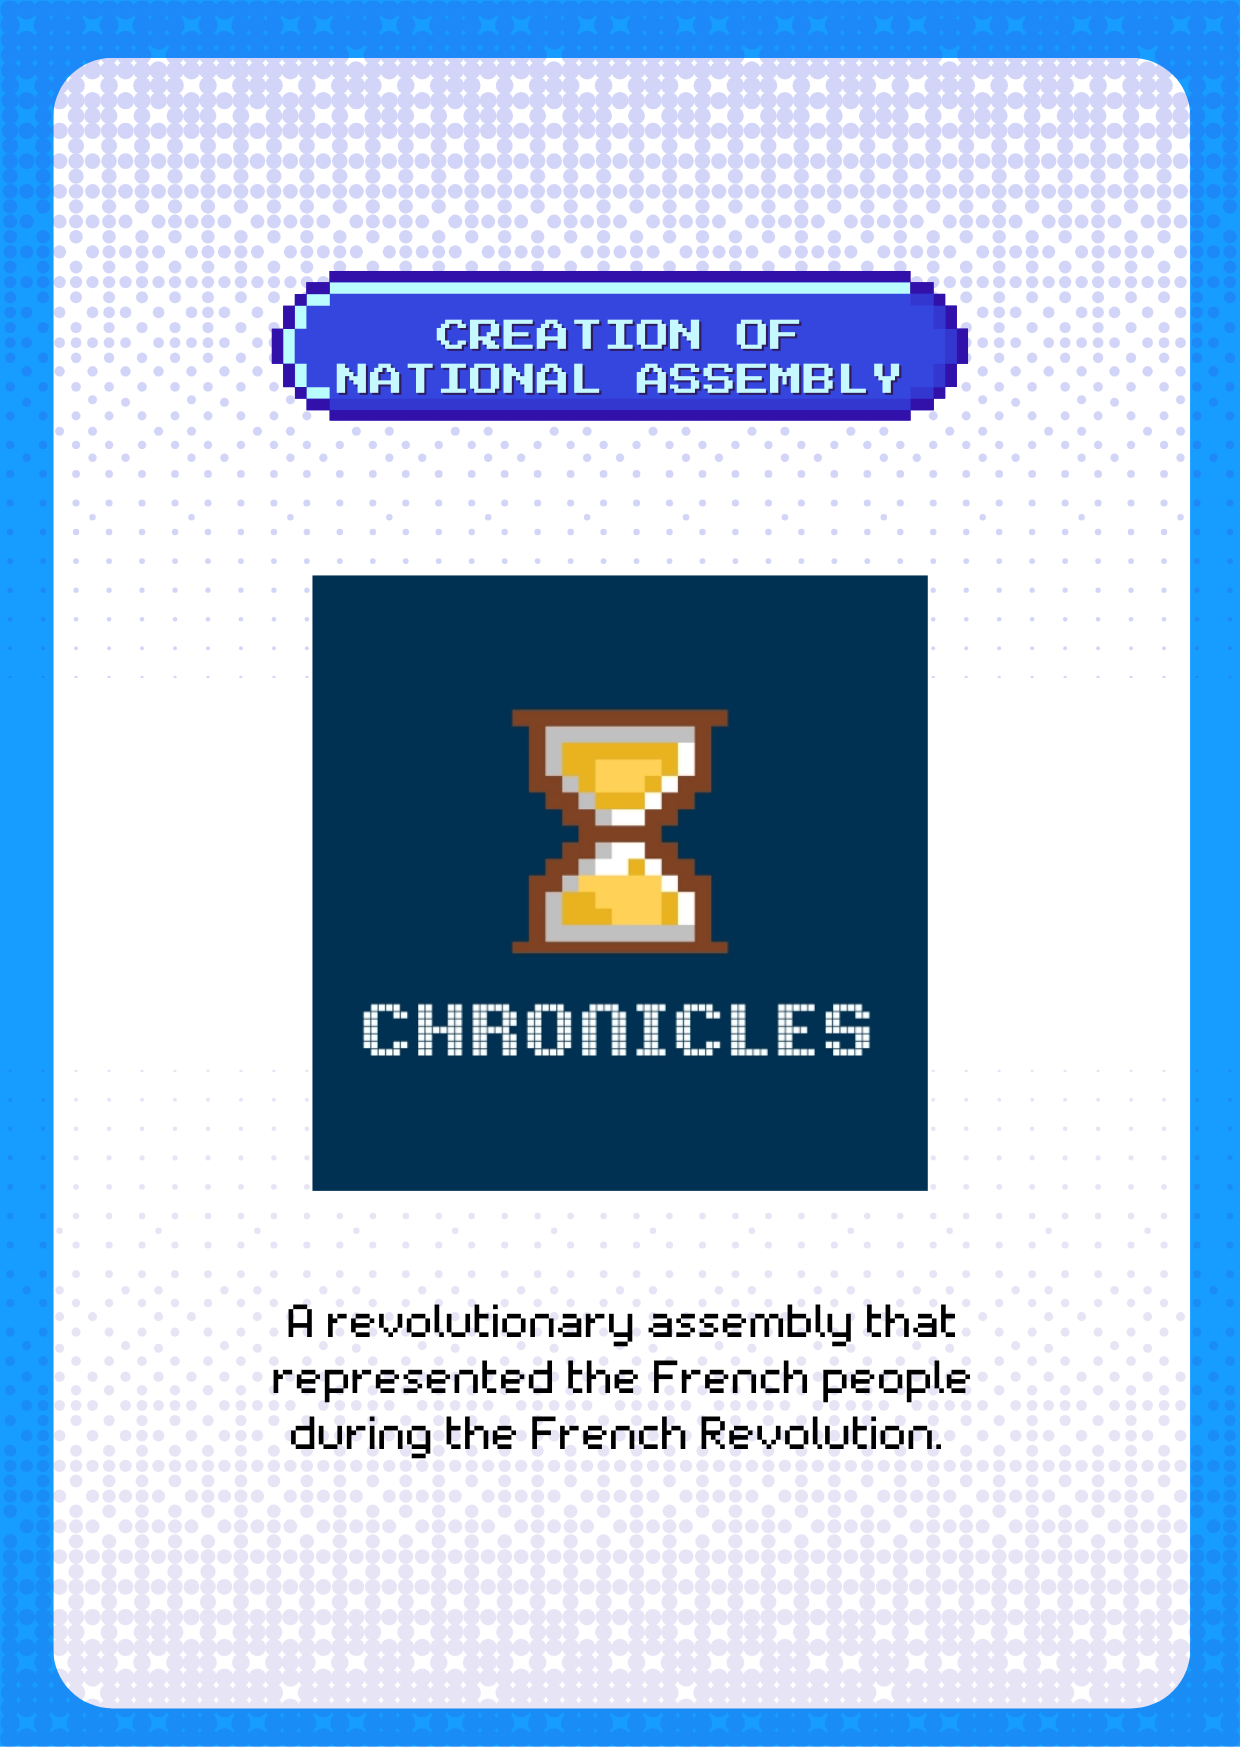 CREATION OF
NATIONAL ASSEMBLY
CHRONICLES
A revolutionary assembly that
represented the French people
during the French Revolution.